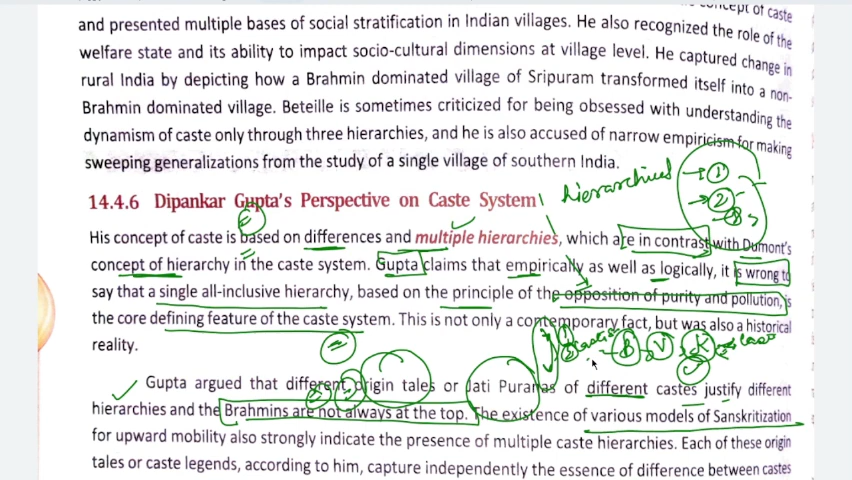 concept of caste
and presented multiple bases of social stratification in Indian villages. He also recognized the role of the
welfare state and its ability to impact socio-cultural dimensions at village level. He captured change in
rural India by depicting how a Brahmin dominated village of Sripuram transformed itself into a non-
Brahmin dominated village. Beteille is sometimes criticized for being obsessed with understanding the
dynamism of caste only through three hierarchies, and he is also accused of narrow empiricism for making
sweeping generalizations from the study of a single village of southern India.
hierarchies
1
2
3
14.4.6 Dipankar Gupta's Perspective on Caste System
His concept of caste is based on differences and multiple hierarchies, which are in contrast with Dumont's
concept of hierarchy in the caste system. Gupta claims that empirically as well as logically, it is wrong to
say that a single all-inclusive hierarchy, based on the principle of the opposition of purity and pollution, is
the core defining feature of the caste system. This is not only a contemporary fact, but was also a historical
reality.
1
2
B V K
Gupta argued that different origin tales or Jati Puranas of different castes justify different
hierarchies and the Brahmins are not always at the top. The existence of various models of Sanskritization
for upward mobility also strongly indicate the presence of multiple caste hierarchies. Each of these origin
tales or caste legends, according to him, capture independently the essence of difference between castes